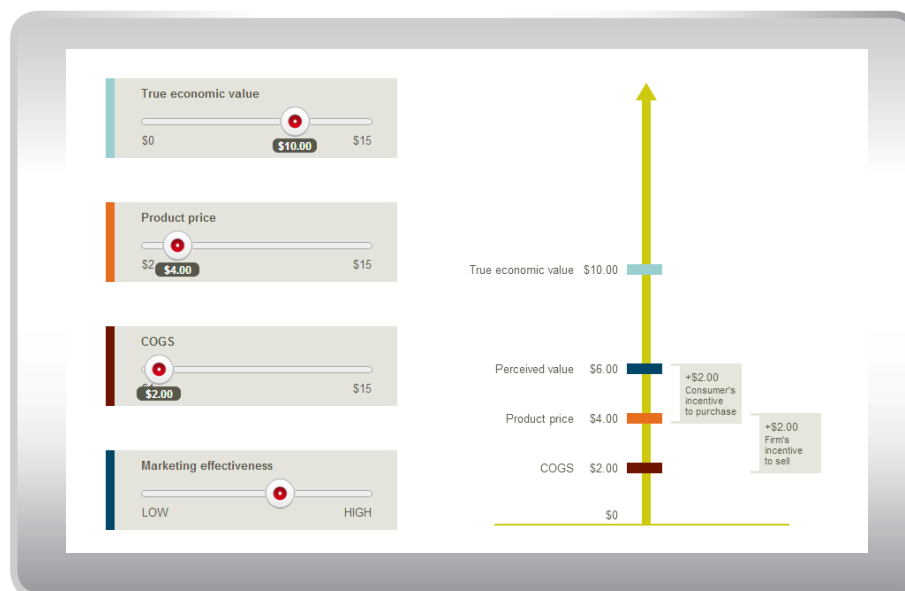 True economic value
$0
$10.00
$15
Product price
$2
$4.00
$15
COGS
$2.00
$15
Marketing effectiveness
LOW
HIGH
True economic value $10.00
Perceived value $6.00
+$2.00
Consumer's
incentive
to purchase
Product price $4.00
+$2.00
Firm's
incentive
to sell
COGS $2.00
$0